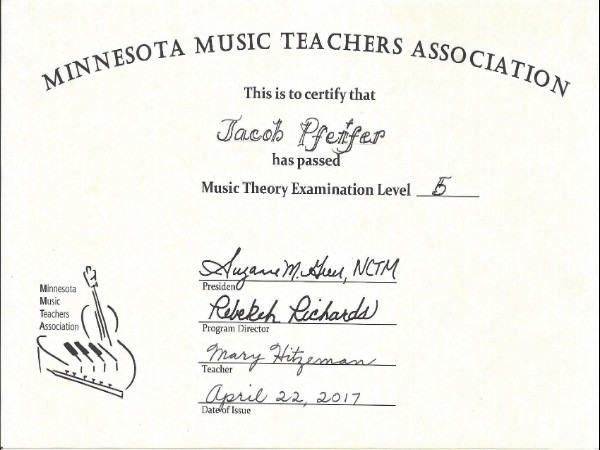 MINNESOTA MUSIC TEACHERS ASSOCIATION
This is to certify that
Jacob Pfeifer
has passed
Music Theory Examination Level 5
Minnesota
Music
Teachers
Association
Suzanne M. Greer, NCTM
President
Rebekah Richards
Program Director
Mary Hitzeman
Teacher
April 22, 2017
Date of Issue